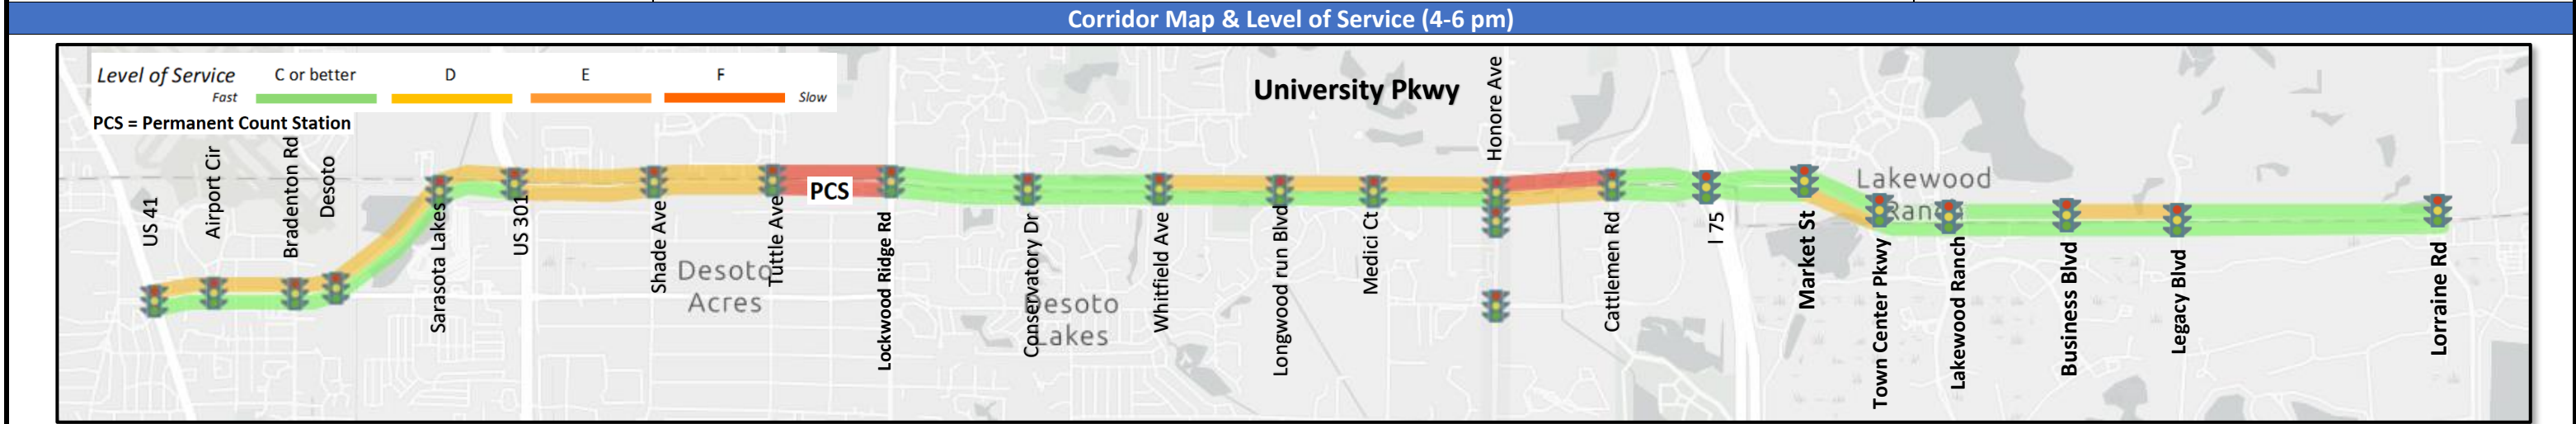 Corridor Map & Level of Service (4-6 pm)
Level of Service
C or better
D
E
F
Fast
Slow
PCS = Permanent Count Station
University Pkwy
US 41
Airport Cir
Bradenton Rd
Desoto
Sarasota Lakes
US 301
Shade Ave
Desoto
Acres
Tuttle Ave
PCS
Lockwood Ridge Rd
Conservatory Dr
Desoto
Lakes
Whitfield Ave
Longwood run Blvd
Medici Ct
Honore Ave
Cattlemen Rd
I 75
Market St
Lakewood
Ranch
Town Center Pkwy
Lakewood Ranch
Business Blvd
Legacy Blvd
Lorraine Rd